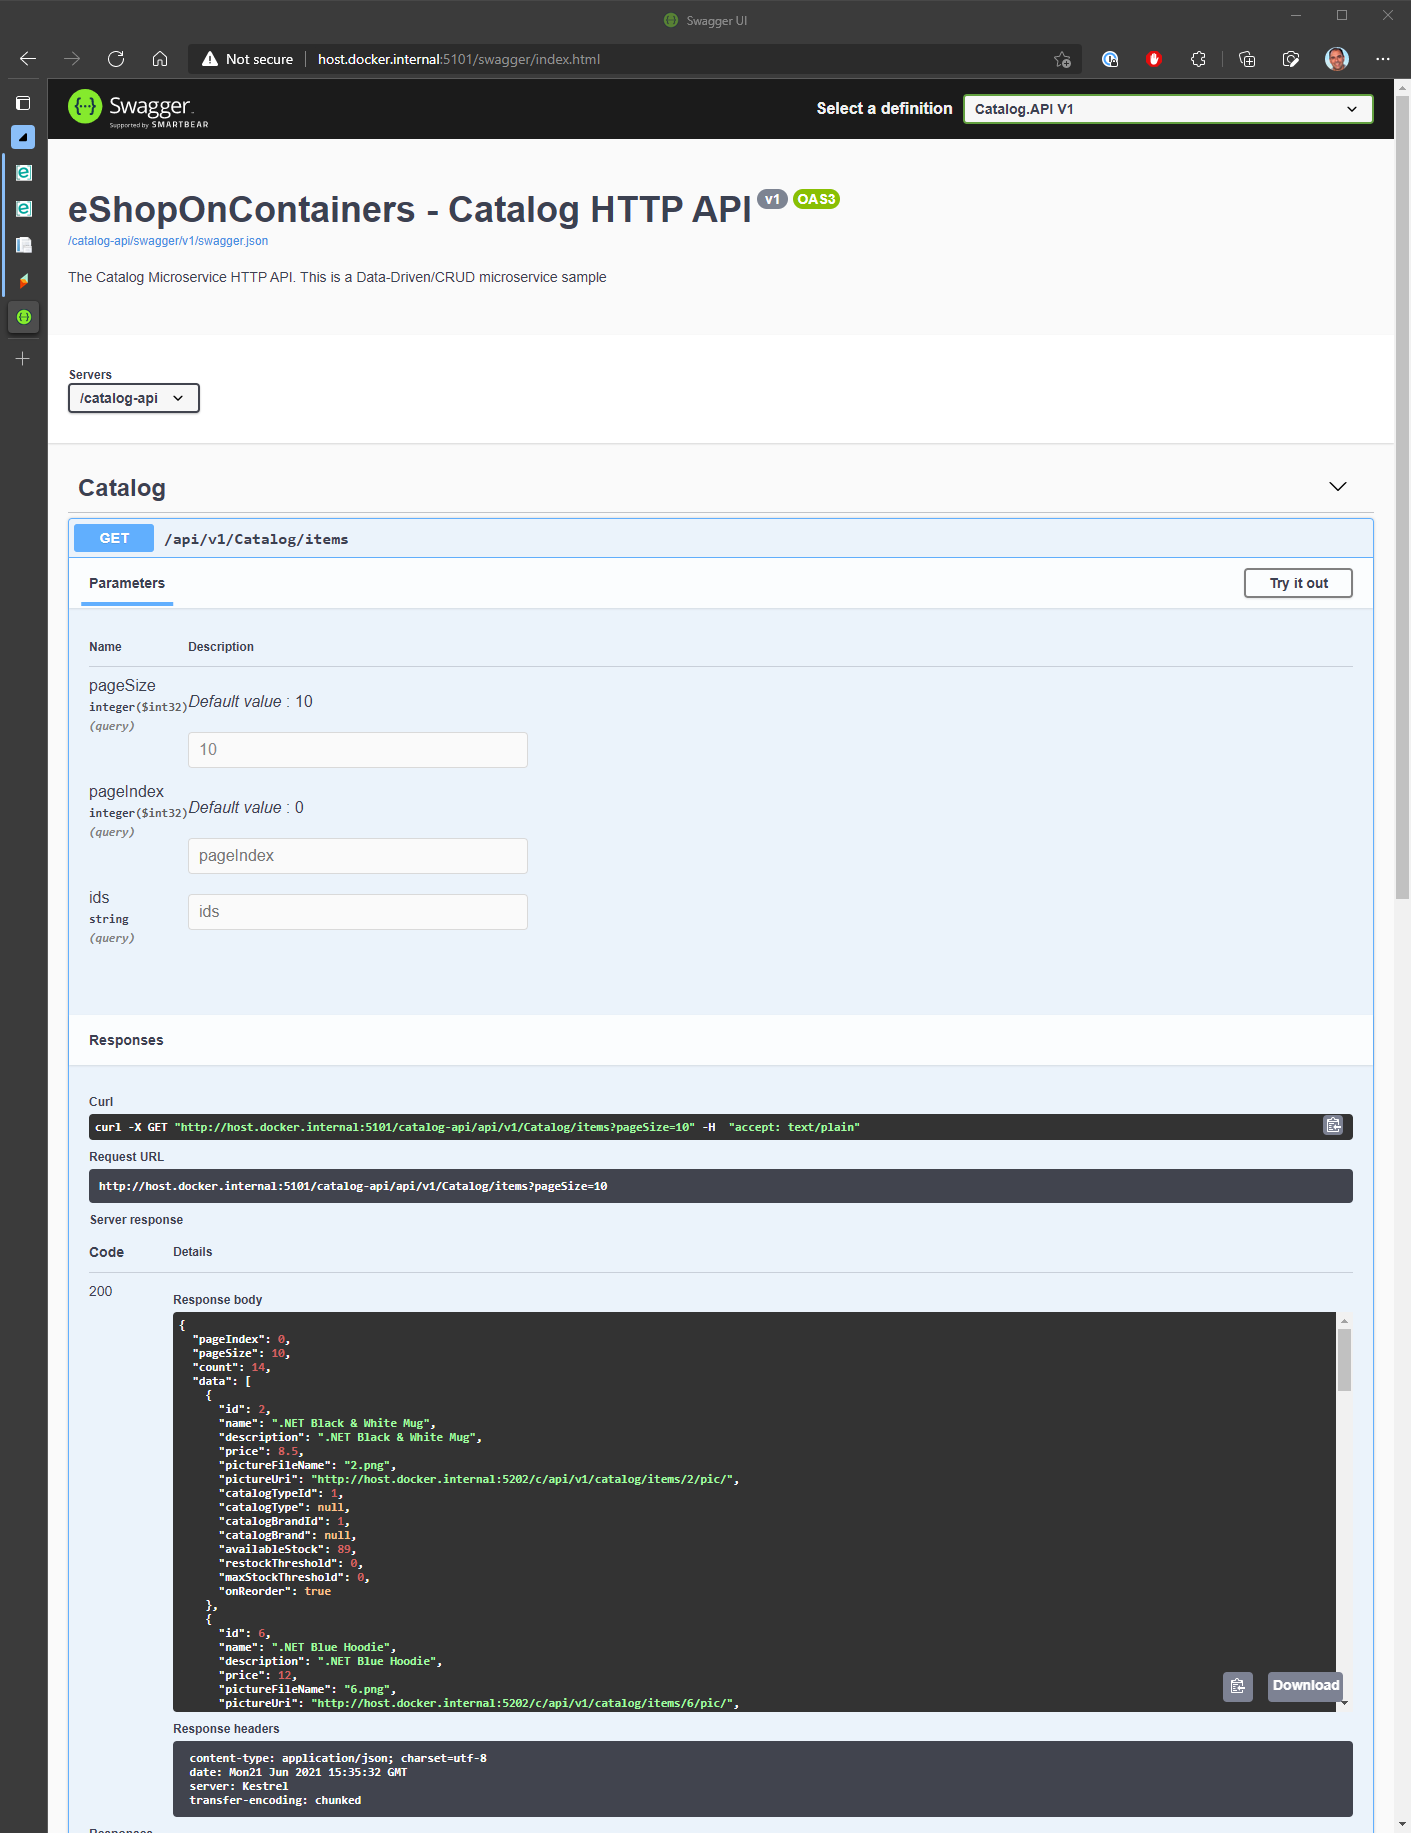 Swagger UI
Not secure
host.docker.internal:5101/swagger/index.html
Swagger
Supported by SMARTBEAR
Select a definition
Catalog.API V1
eShopOnContainers - Catalog HTTP API v1 OAS3
/catalog-api/swagger/v1/swagger.json
The Catalog Microservice HTTP API. This is a Data-Driven/CRUD microservice sample
Servers
/catalog-api
Catalog
GET /api/v1/Catalog/items
Parameters
Try it out
Name Description
pageSize
integer($int32)
(query)
Default value : 10
10
pageIndex
integer($int32)
(query)
Default value : 0
pageIndex
ids
string
(query)
ids
Responses
Curl
curl -X GET "http://host.docker.internal:5101/catalog-api/api/v1/Catalog/items?pageSize=10" -H  "accept: text/plain"
Request URL
http://host.docker.internal:5101/catalog-api/api/v1/Catalog/items?pageSize=10
Server response
Code Details
200
Response body
{
  "pageIndex": 0,
  "pageSize": 10,
  "count": 14,
  "data": [
    {
      "id": 2,
      "name": ".NET Black & White Mug",
      "description": ".NET Black & White Mug",
      "price": 8.5,
      "pictureFileName": "2.png",
      "pictureUri": "http://host.docker.internal:5202/c/api/v1/catalog/items/2/pic/",
      "catalogTypeId": 1,
      "catalogType": null,
      "catalogBrandId": 1,
      "catalogBrand": null,
      "availableStock": 89,
      "restockThreshold": 0,
      "maxStockThreshold": 0,
      "onReorder": true
    },
    {
      "id": 6,
      "name": ".NET Blue Hoodie",
      "description": ".NET Blue Hoodie",
      "price": 12,
      "pictureFileName": "6.png",
      "pictureUri": "http://host.docker.internal:5202/c/api/v1/catalog/items/6/pic/",
Download
Response headers
content-type: application/json; charset=utf-8
date: Mon21 Jun 2021 15:35:32 GMT
server: Kestrel
transfer-encoding: chunked
Responses